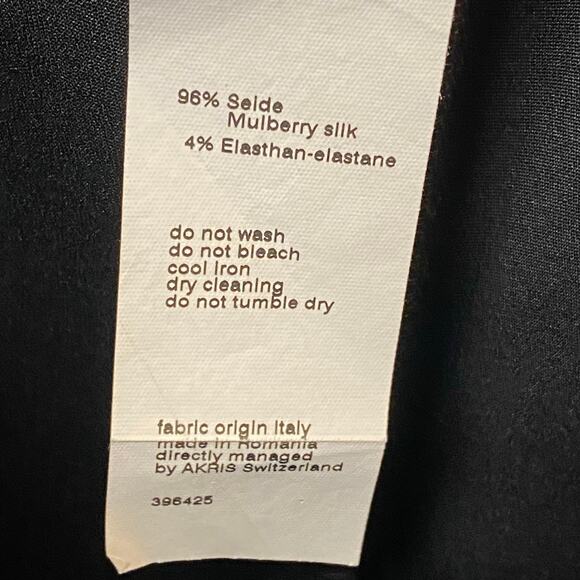 96% Seide
Mulberry silk
4% Elasthan-elastane
do not wash
do not bleach
cool iron
dry cleaning
do not tumble dry
fabric origin Italy
made in Romania
directly managed
by AKRIS Switzerland
396425